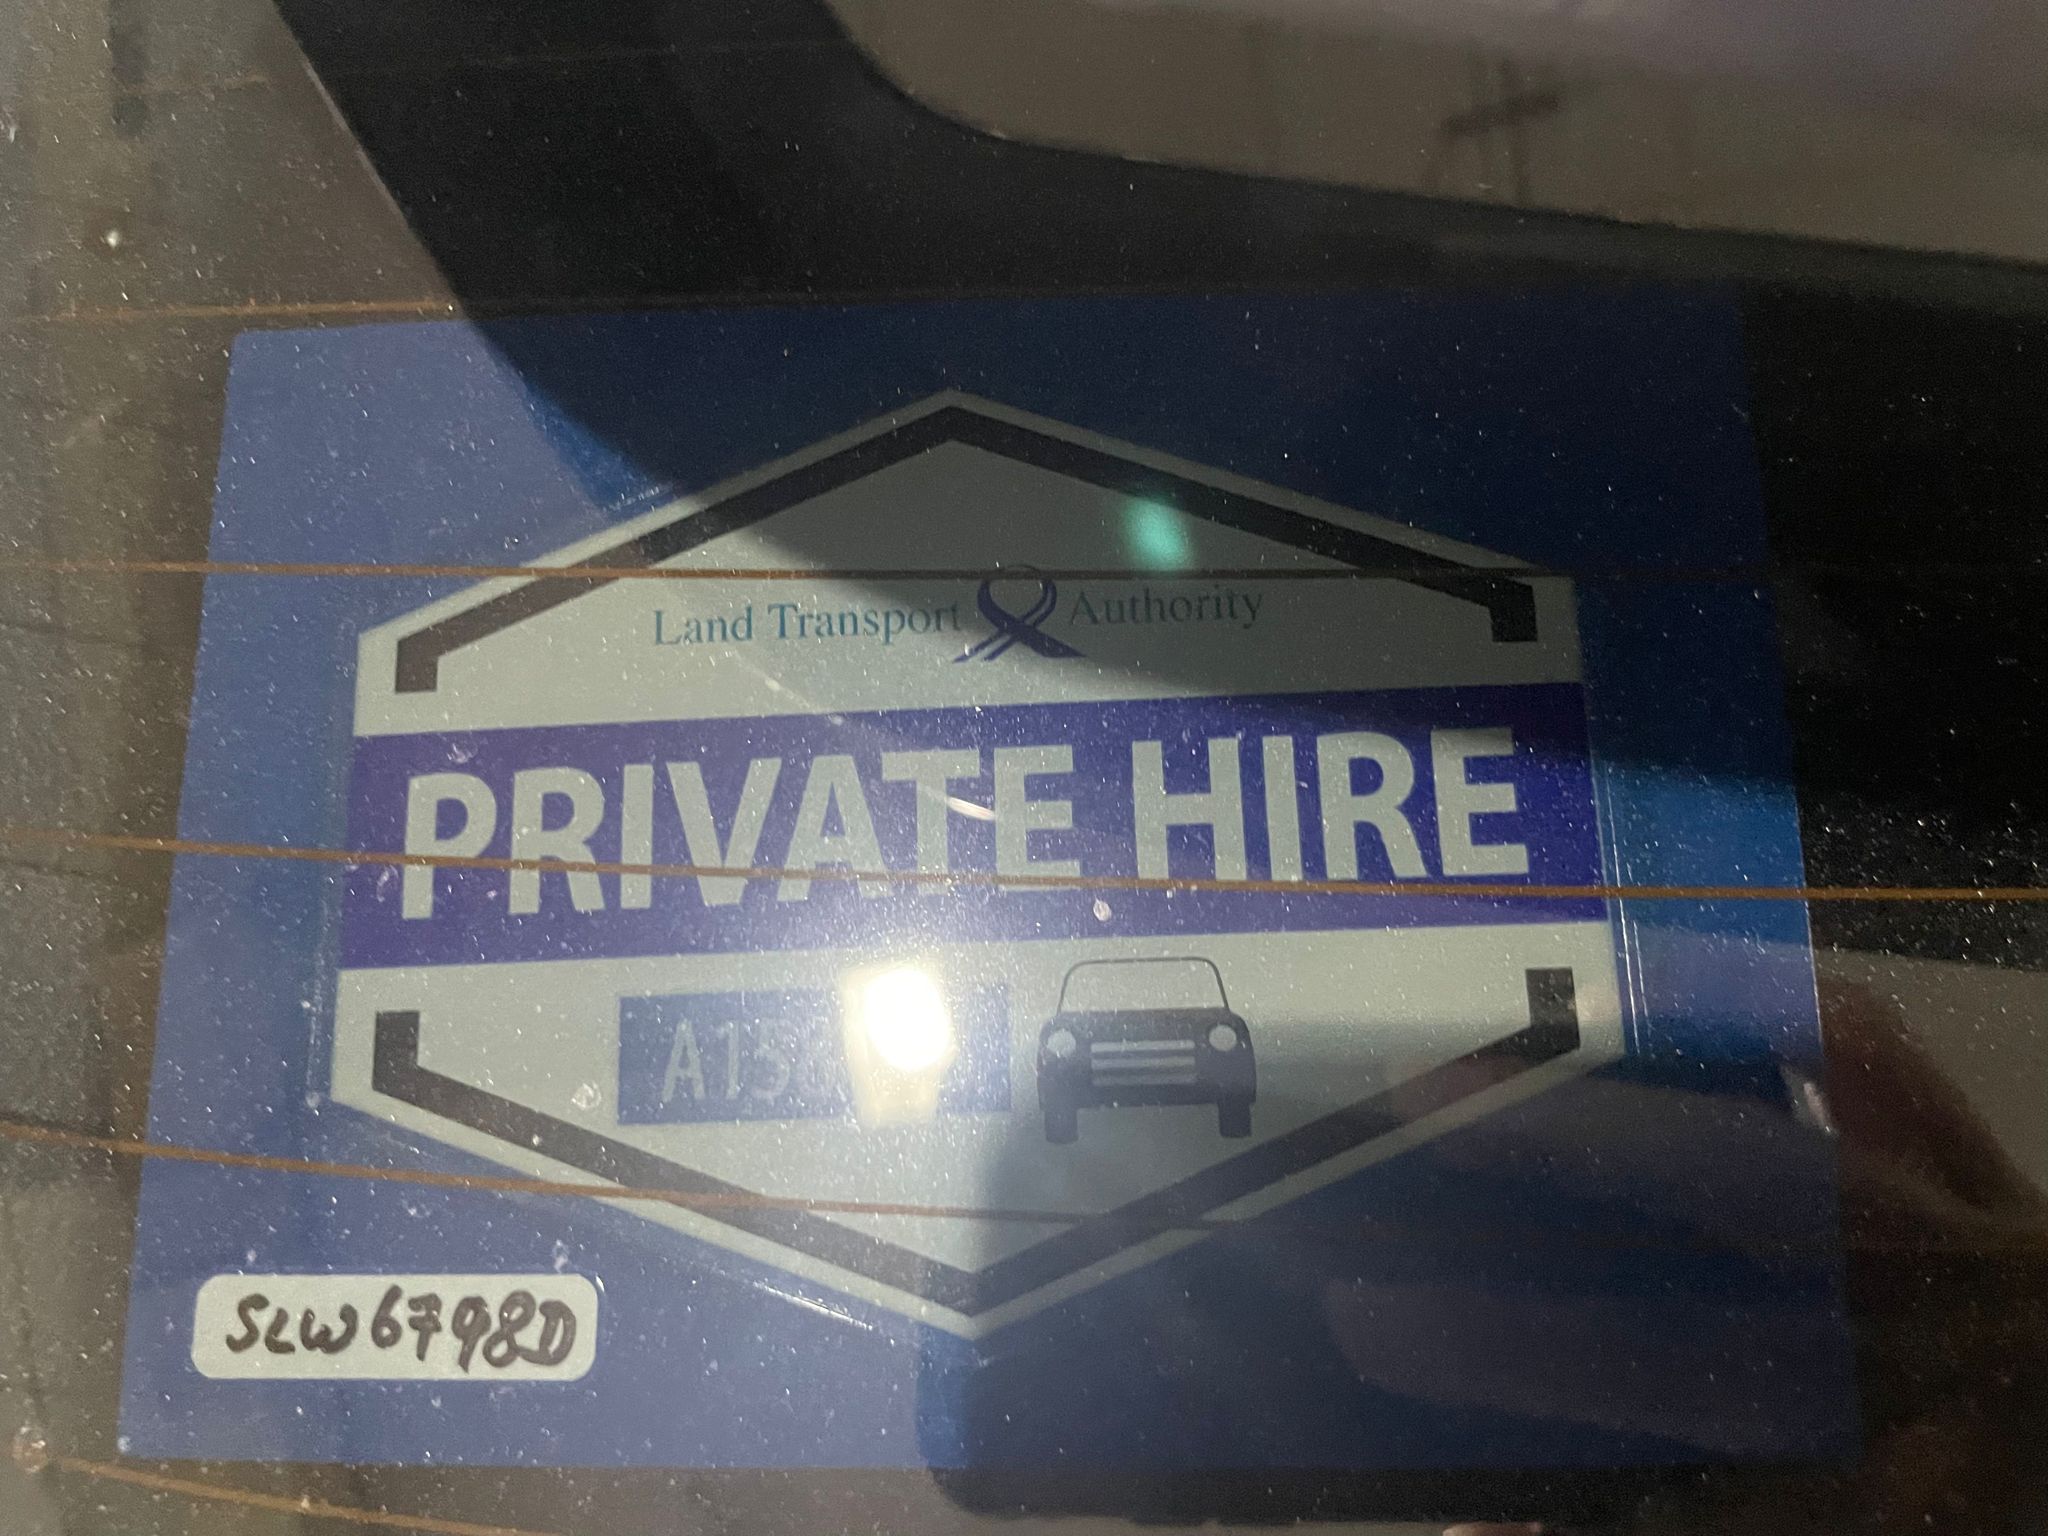 Land Transport Authority
PRIVATE HIRE
SLW6798D